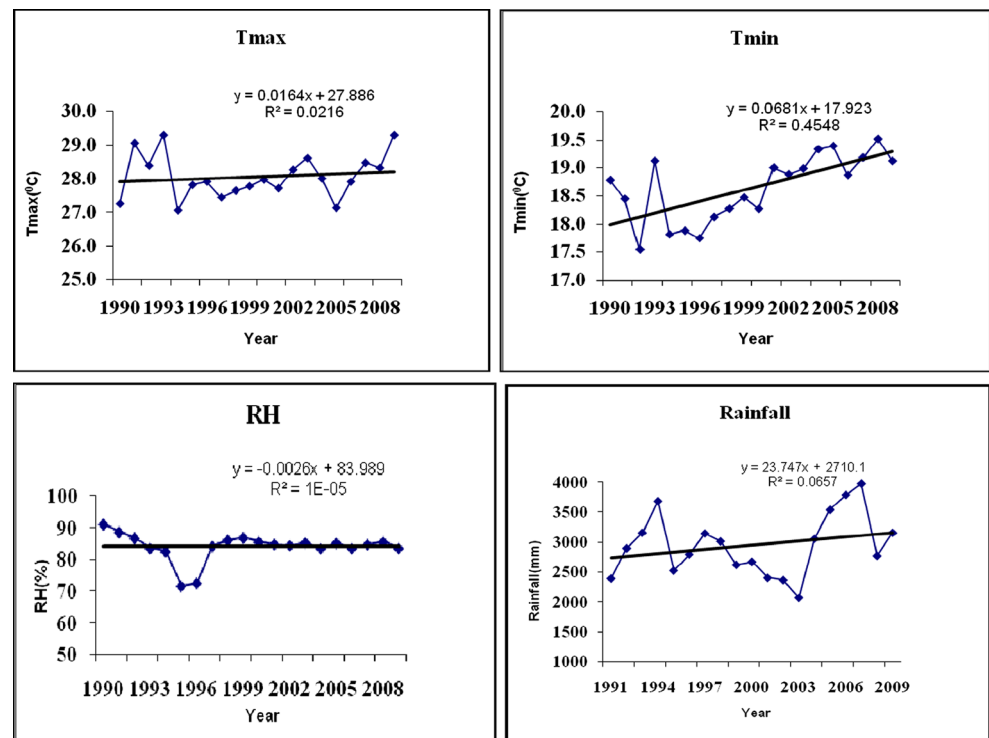 Tmax
y = 0.0164x + 27.886
R² = 0.0216
30.0
29.0
28.0
27.0
26.0
25.0
Tmax(⁰C)
1990 1993 1996 1999 2002 2005 2008
Year
Tmin
y = 0.0681x + 17.923
R² = 0.4548
20.0
19.5
19.0
18.5
18.0
17.5
17.0
Tmin(⁰C)
1990 1993 1996 1999 2002 2005 2008
Year
RH
y = -0.0026x + 83.989
R² = 1E-05
100
90
80
70
60
50
RH(%)
1990 1993 1996 1999 2002 2005 2008
Year
Rainfall
y = 23.747x + 2710.1
R² = 0.0657
4000
3500
3000
2500
2000
1500
1000
Rainfall(mm)
1991 1994 1997 2000 2003 2006 2009
Year